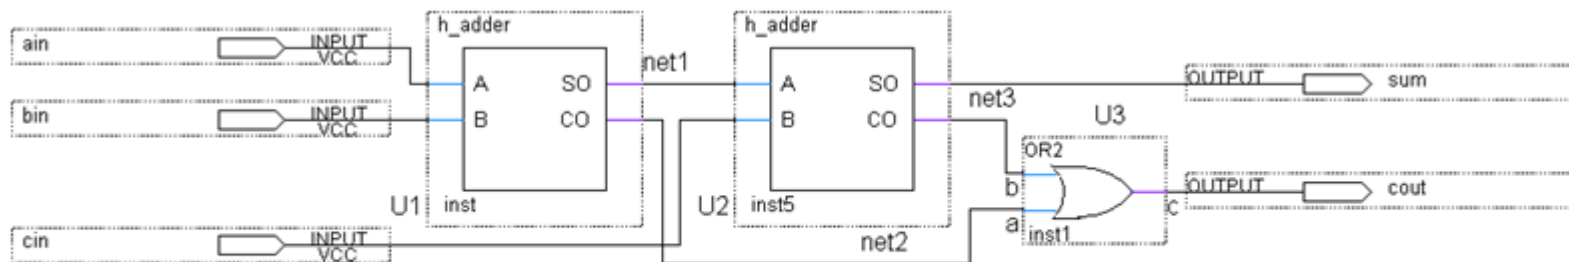 ain
INPUT
VCC
bin
INPUT
VCC
cin
INPUT
VCC
h_adder
A
B
SO
CO
U1
inst
net1
h_adder
A
B
SO
CO
U2
inst5
net3
net2
U3
OR2
b
a
c
inst1
OUTPUT
sum
OUTPUT
cout